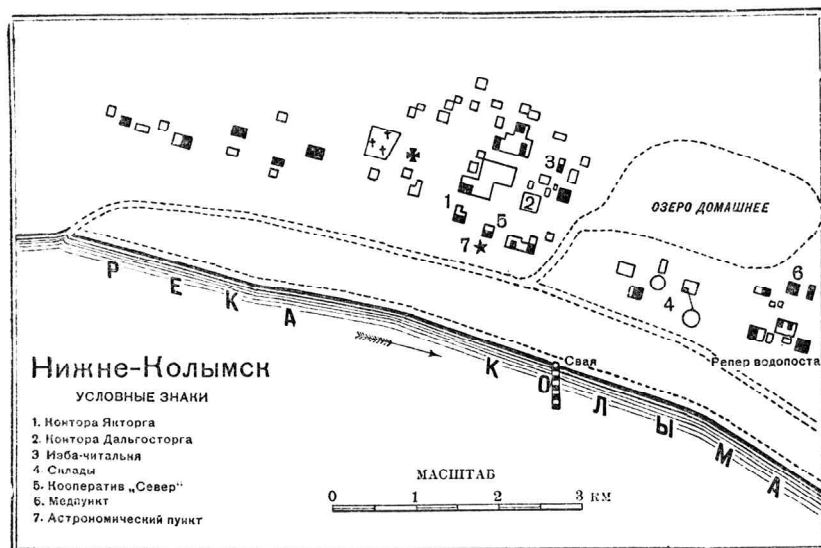 3
2
1
5
7
ОЗЕРО ДОМАШНЕЕ
6
4
РЕКА КОЛЫМА
Свая
Репер водопоста
Нижне-Колымск
УСЛОВНЫЕ ЗНАКИ
1. Контора Якторга
2. Контора Дальгосторга
3 Изба-читальня
4 Склады
5. Кооператив „Север"
6. Медпункт
7. Астрономический пункт
МАСШТАБ
0 1 2 3 КМ